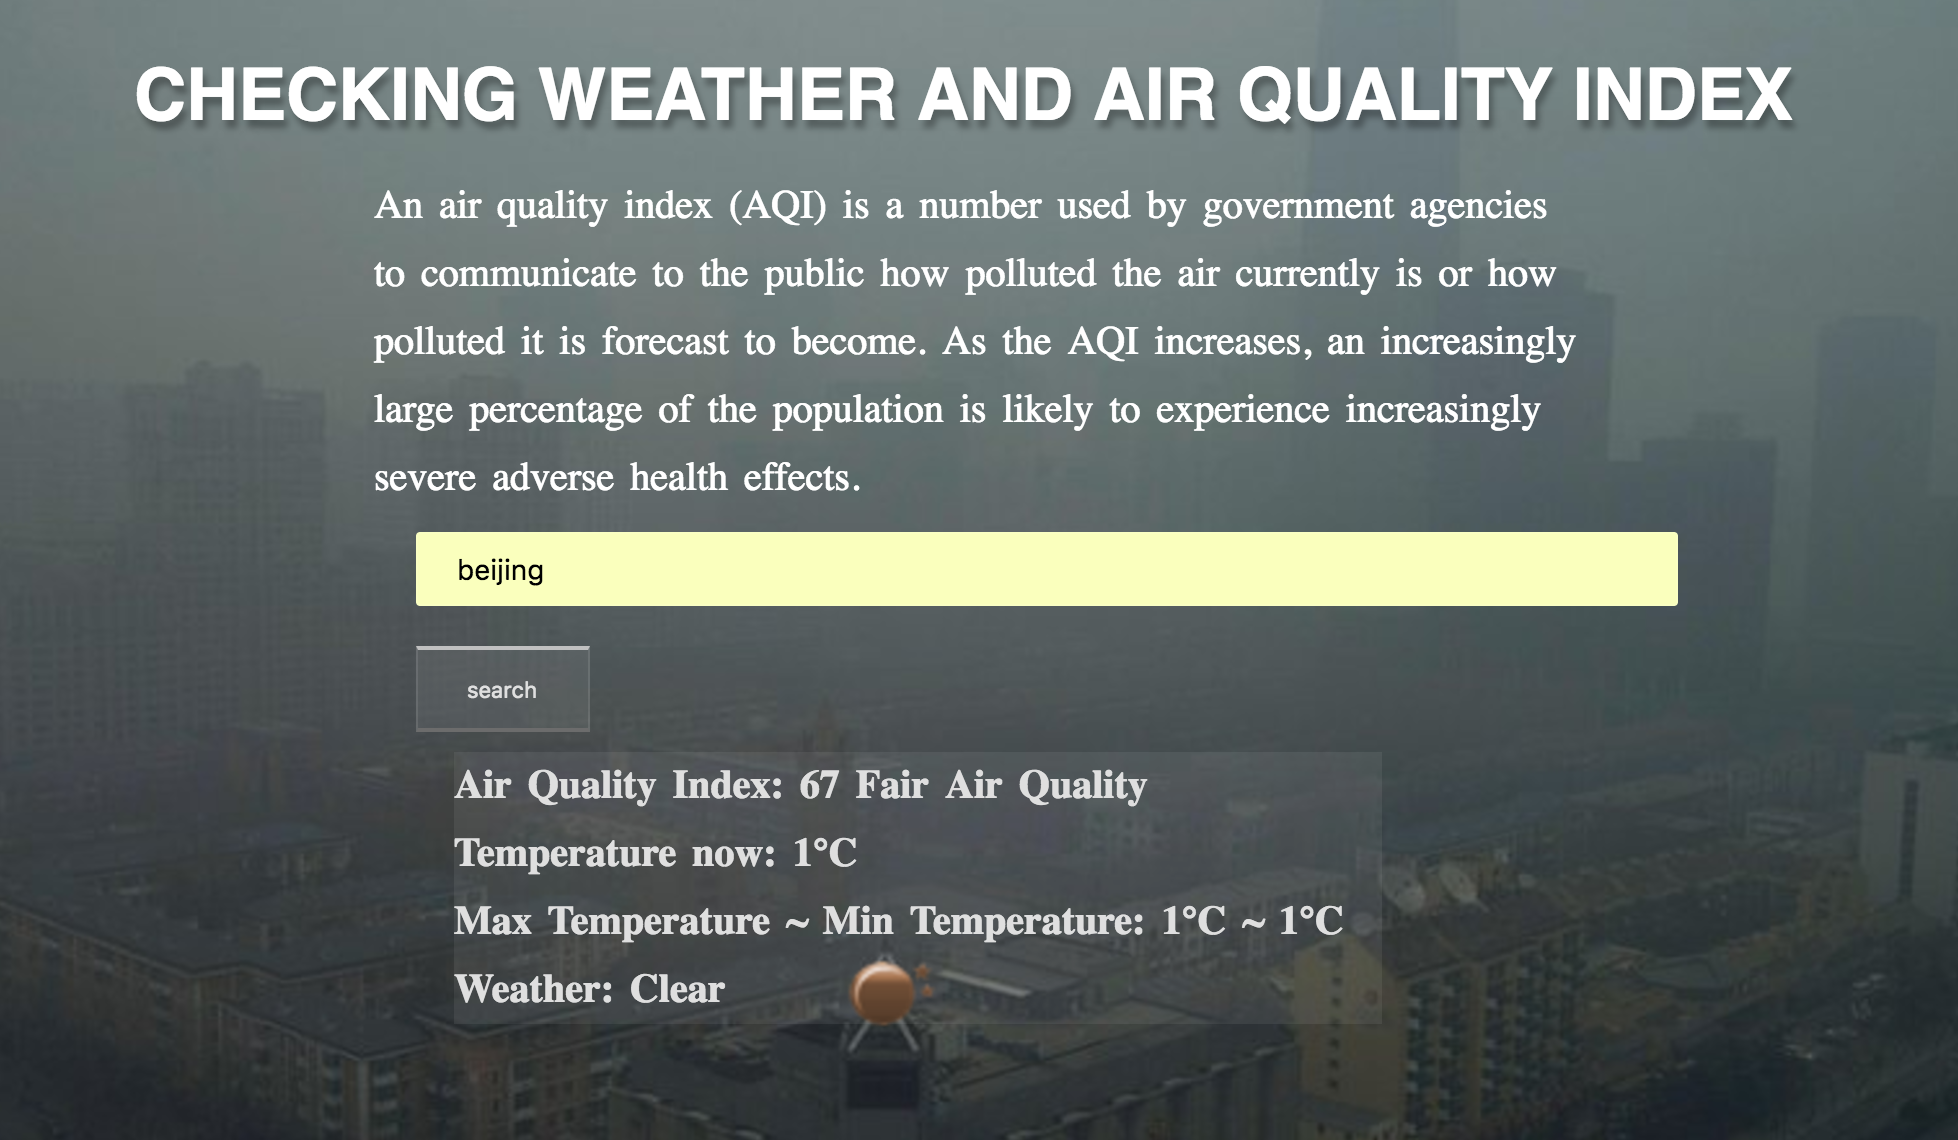 CHECKING WEATHER AND AIR QUALITY INDEX
An air quality index (AQI) is a number used by government agencies
to communicate to the public how polluted the air currently is or how
polluted it is forecast to become. As the AQI increases, an increasingly
large percentage of the population is likely to experience increasingly
severe adverse health effects.
beijing
search
Air Quality Index: 67 Fair Air Quality
Temperature now: 1°C
Max Temperature ~ Min Temperature: 1°C ~ 1°C
Weather: Clear